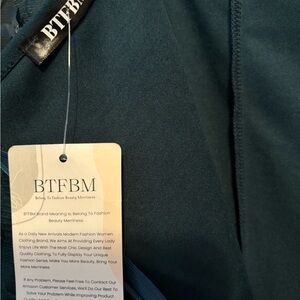 BTFBM
BTFBM
Belong To Fashion Beauty Merriness
BTFBM Brand Meaning Is Belong To Fashion
Beauty Merriness
As a Daily New Arrivals Modern Fashion Women
Clothing Brand, We Aims At Providing Every Lady
Enjoys Life With The Most Chic Design And Best
Quality Clothing, To Fully Display Your Unique
Fashion Series. Make You More Beauty, Bring You
More Merriness
If Any Problem, Please Feel Free To Contact Our
Amazon Customer Services, We'll Do Our Best To
Tailor Your Problem While Improving Product